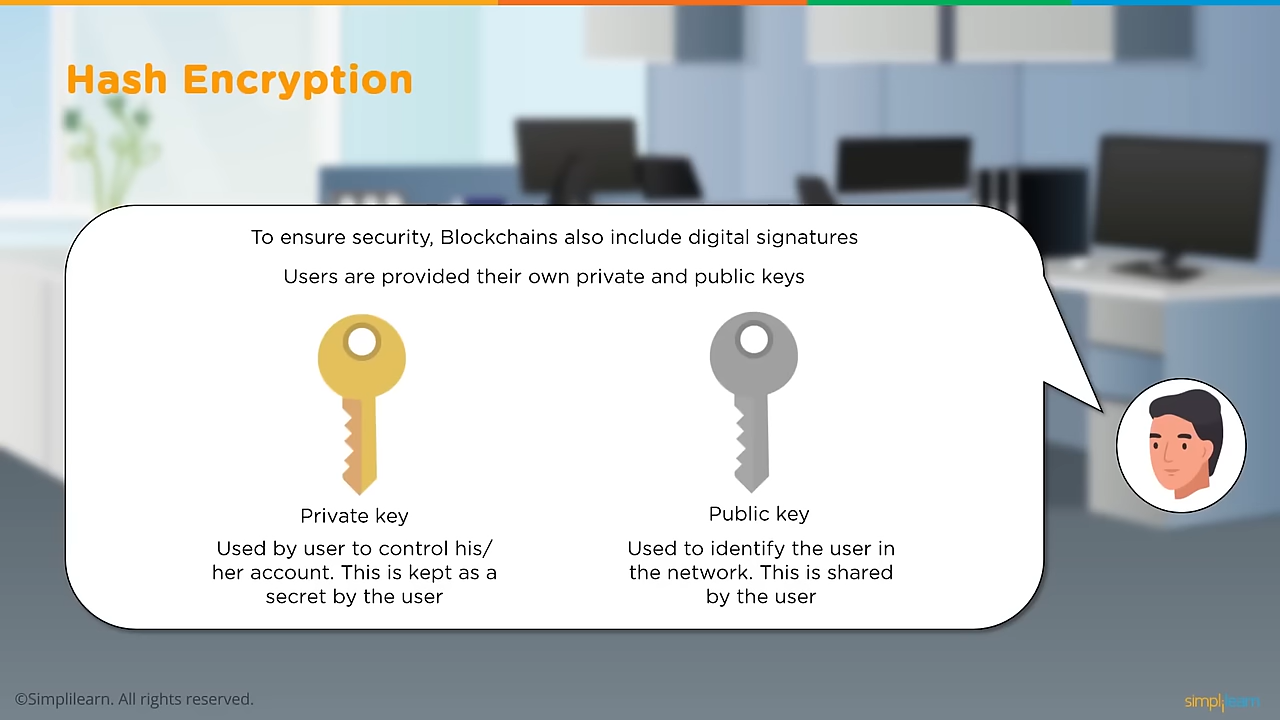 Hash Encryption
To ensure security, Blockchains also include digital signatures
Users are provided their own private and public keys
Private key
Used by user to control his/
her account. This is kept as a
secret by the user
Public key
Used to identify the user in
the network. This is shared
by the user
©Simplilearn. All rights reserved.
simplilearn